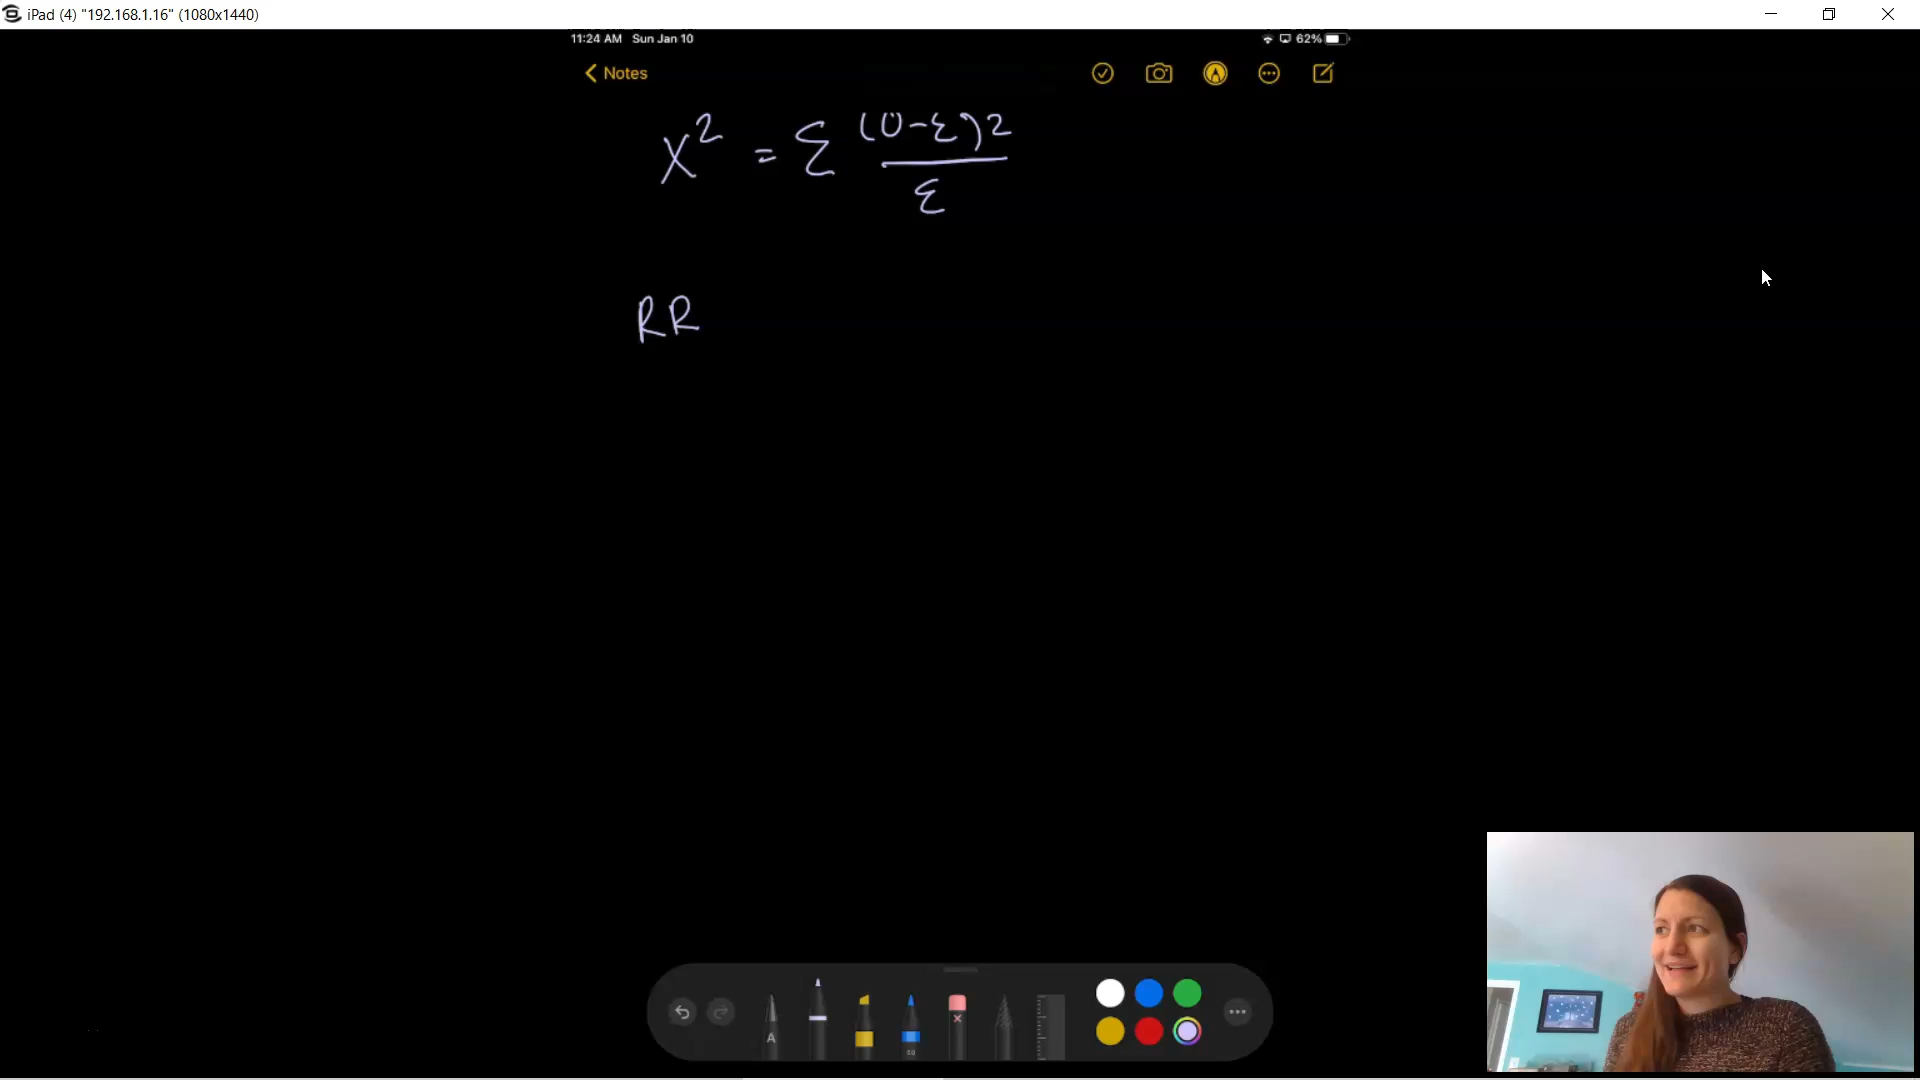 iPad (4) "192.168.1.16" (1080x1440)
11:24 AM Sun Jan 10
62%
Notes
X² = Σ (O-E)2
E
RR
A